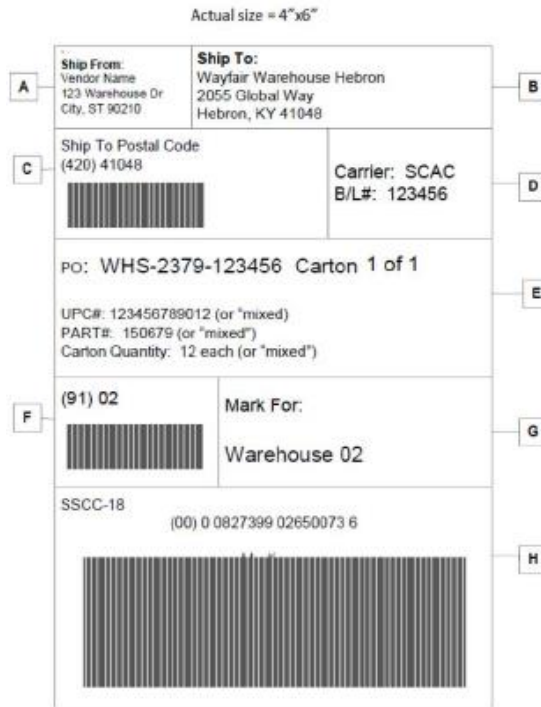 Actual size = 4"x6"
A
Ship From:
Vendor Name
123 Warehouse Dr
City, ST 90210
Ship To:
Wayfair Warehouse Hebron
2055 Global Way
Hebron, KY 41048
B
C
Ship To Postal Code
(420) 41048
Carrier: SCAC
B/L#: 123456
D
PO: WHS-2379-123456 Carton 1 of 1
E
UPC#: 123456789012 (or "mixed)
PART#: 150679 (or "mixed")
Carton Quantity: 12 each (or "mixed")
F
(91) 02
Mark For:
Warehouse 02
G
SSCC-18
(00) 0 0827399 02650073 6
H